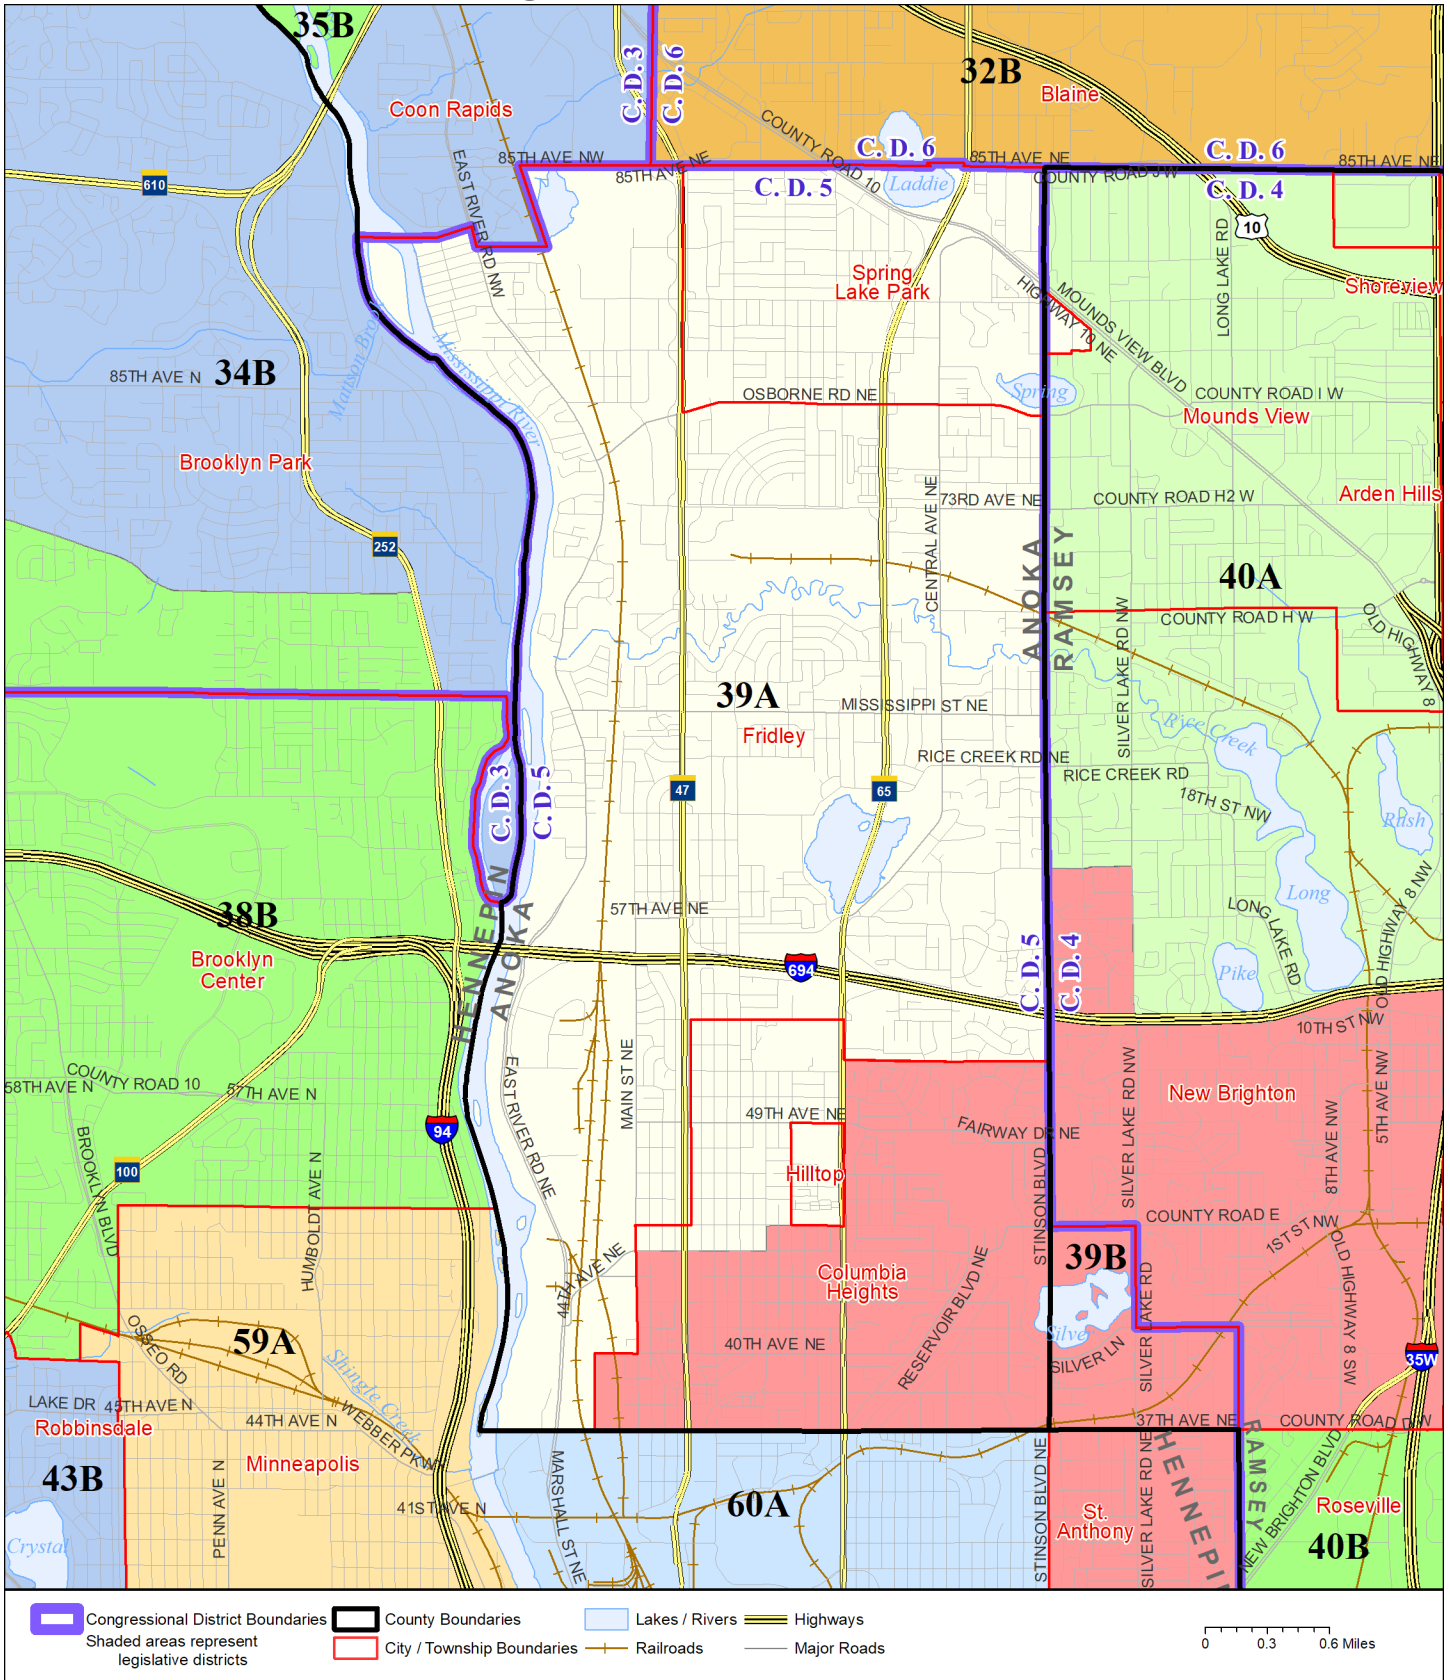 35B
Coon Rapids
C. D. 3
C. D. 6
32B
Blaine
610
EAST RIVER RD NW
85TH AVE NW
85TH AVE NE
COUNTY ROAD 10
C. D. 6
Laddie
85TH AVE NE
C. D. 6
85TH AVE NE
COUNTY ROAD J W
C. D. 5
C. D. 4
10
LONG LAKE RD
Spring
Lake Park
Shoreview
HIGHWAY 10 NE
MOUNDS VIEW BLVD
Mississippi River
34B
85TH AVE N
OSBORNE RD NE
Spring
COUNTY ROAD I W
Mounds View
Brooklyn Park
CENTRAL AVE NE
73RD AVE NE
COUNTY ROAD H2 W
Arden Hills
252
ANOKA
RAMSEY
40A
SILVER LAKE RD NW
COUNTY ROAD H W
OLD HIGHWAY 8
39A
Fridley
MISSISSIPPI ST NE
Rice Creek
RICE CREEK RD NE
RICE CREEK RD
C. D. 3
C. D. 5
47
65
18TH ST NW
Rush
Long
38B
Brooklyn
Center
HENNEPIN
ANOKA
57TH AVE NE
LONG LAKE RD
OLD HIGHWAY 8 NW
694
C. D. 5
C. D. 4
Pike
10TH ST NW
58TH AVE N
COUNTY ROAD 10
57TH AVE N
EAST RIVER RD NE
MAIN ST NE
SILVER LAKE RD NW
New Brighton
5TH AVE NW
94
49TH AVE NE
FAIRWAY DR NE
8TH AVE NW
BROOKLYN BLVD
100
HUMBOLDT AVE N
Hilltop
STINSON BLVD
COUNTY ROAD E
1ST ST NW
44TH AVE NE
Columbia
Heights
RESERVOIR BLVD NE
39B
SILVER LAKE RD
OLD HIGHWAY 8 SW
OSSEO RD
59A
Shingle Creek
40TH AVE NE
Silver
SILVER LN
35W
LAKE DR
45TH AVE N
44TH AVE N
WEBBER PKWY
37TH AVE NE
COUNTY ROAD D W
Robbinsdale
43B
Minneapolis
PENN AVE N
41ST AVE N
MARSHALL ST NE
60A
STINSON BLVD NE
St.
Anthony
SILVER LAKE RD NE
HENNEPI
RAMSEY
NEW BRIGHTON BLVD
Roseville
40B
Crystal
Congressional District Boundaries
County Boundaries
Lakes / Rivers
Highways
Shaded areas represent
legislative districts
City / Township Boundaries
Railroads
Major Roads
0 0.3 0.6 Miles